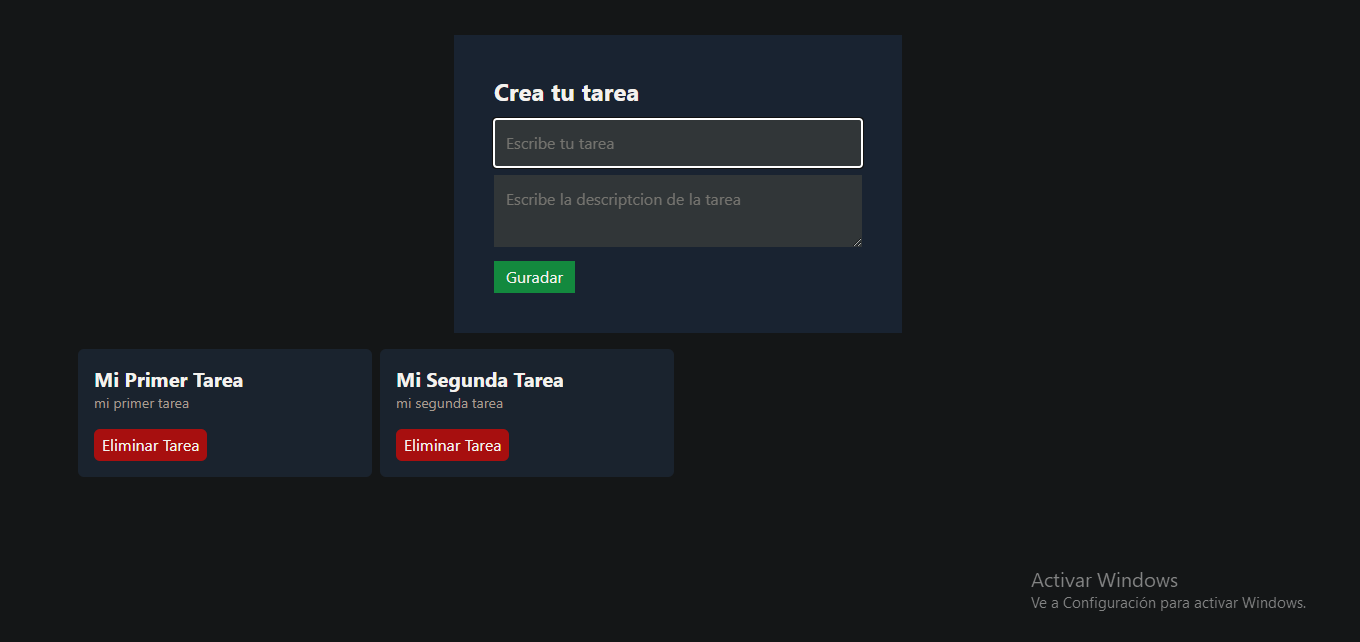 Crea tu tarea
Escribe tu tarea
Escribe la descriptcion de la tarea
Guradar
Mi Primer Tarea
mi primer tarea
Eliminar Tarea
Mi Segunda Tarea
mi segunda tarea
Eliminar Tarea
Activar Windows
Ve a Configuración para activar Windows.